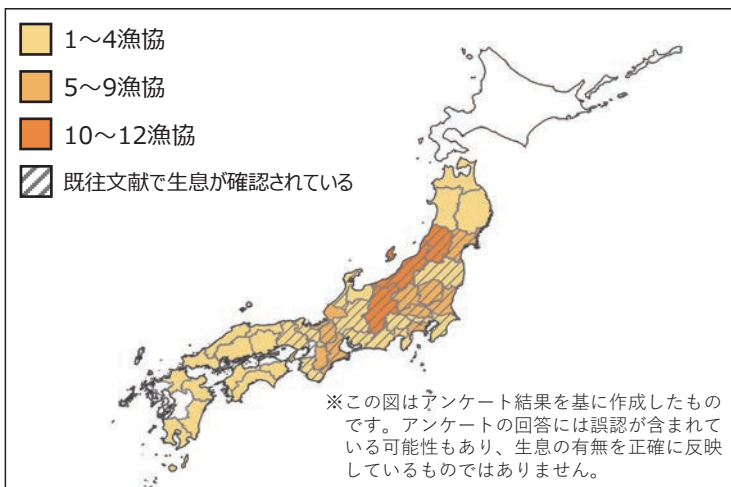 1～4漁協
5～9漁協
10～12漁協
既往文献で生息が確認されている
※この図はアンケート結果を基に作成したもの
です。アンケートの回答には誤認が含まれて
いる可能性もあり、生息の有無を正確に反映
しているものではありません。